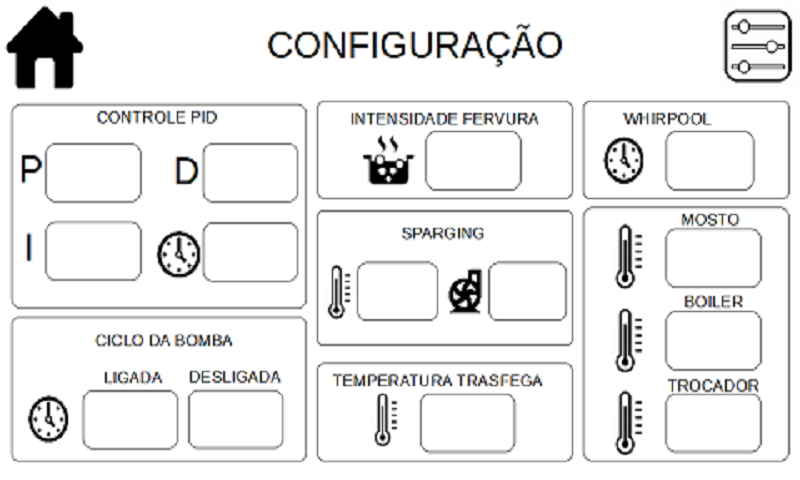 CONFIGURAÇÃO
CONTROLE PID
P
D
I
CICLO DA BOMBA
LIGADA DESLIGADA
INTENSIDADE FERVURA
SPARGING
TEMPERATURA TRASFEGA
WHIRPOOL
MOSTO
BOILER
TROCADOR